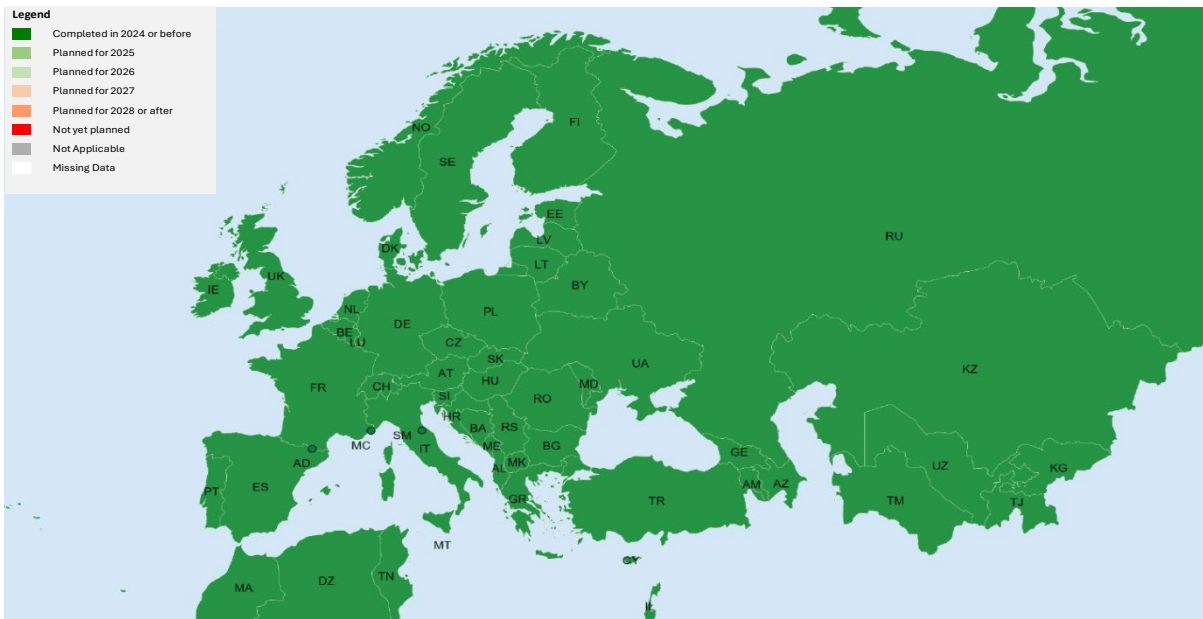 Legend
Completed in 2024 or before
Planned for 2025
Planned for 2026
Planned for 2027
Planned for 2028 or after
Not yet planned
Not Applicable
Missing Data
NO
FI
SE
EE
RU
DK
LV
LT
UK
BY
IE
NL
PL
DE
BE
LU
CZ
UA
SK
KZ
AT
HU
MD
FR
CH
SI
RO
HR
BA
RS
SM
MC
IT
ME
BG
GE
AD
AL
MK
UZ
KG
PT
ES
GR
TR
AM
AZ
TM
TJ
MT
CY
MA
DZ
TN